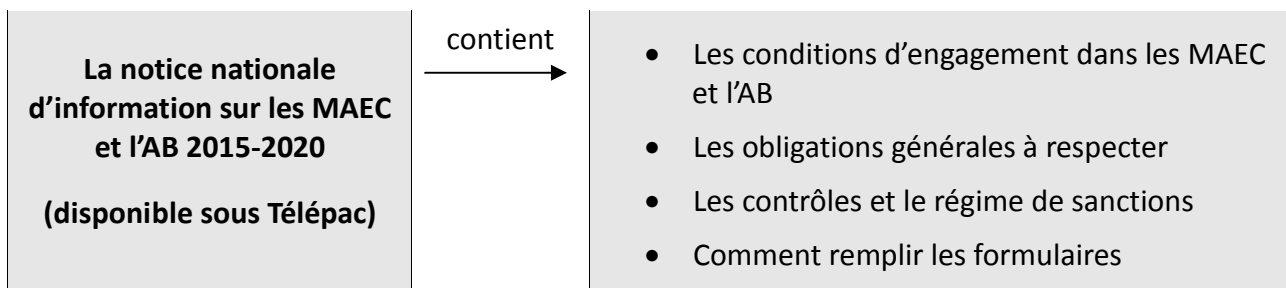 La notice nationale
d’information sur les MAEC
et l’AB 2015-2020
(disponible sous Télépac)
contient
• Les conditions d’engagement dans les MAEC
et l’AB
• Les obligations générales à respecter
• Les contrôles et le régime de sanctions
• Comment remplir les formulaires